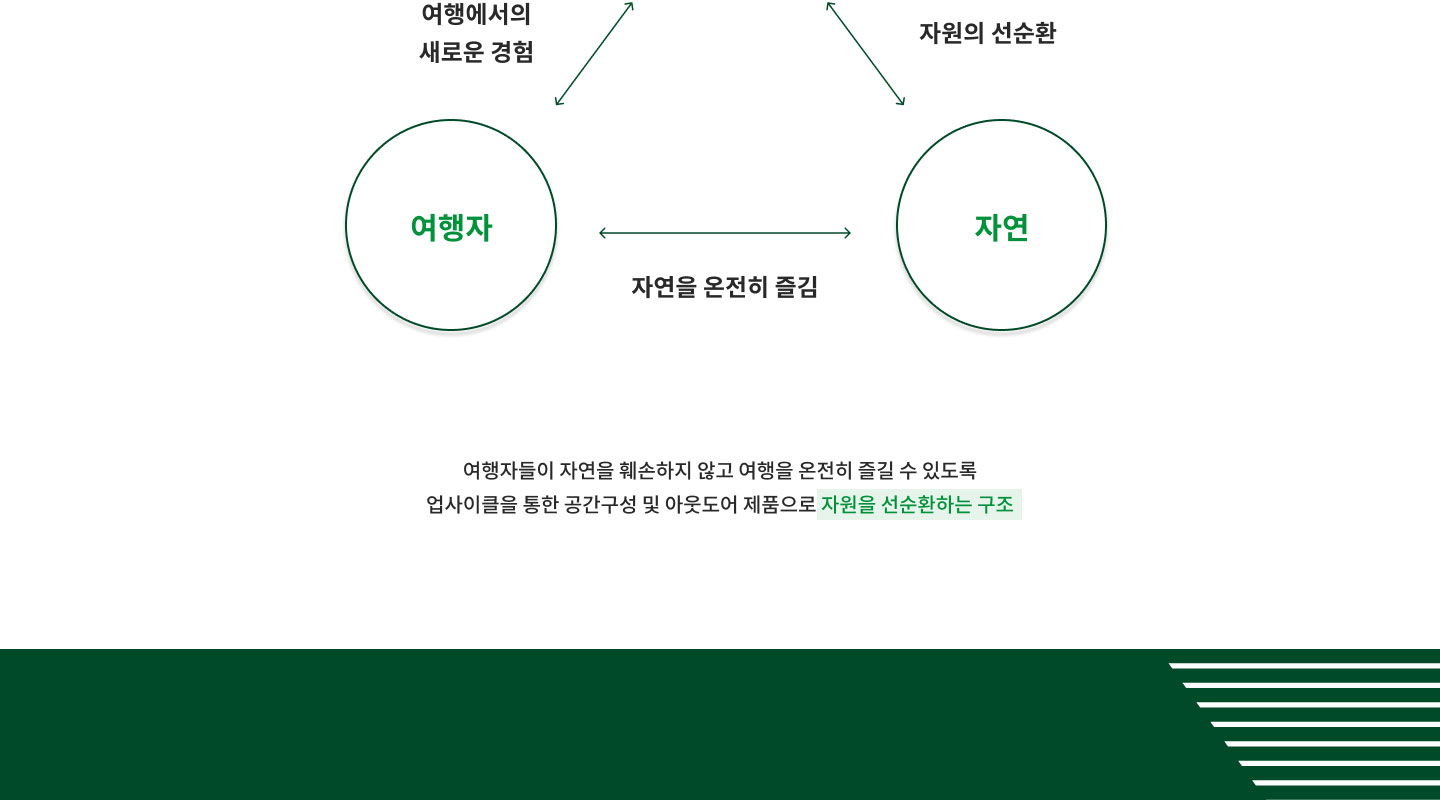 여행에서의
새로운 경험
자원의 선순환
여행자
자연
자연을 온전히 즐김
여행자들이 자연을 훼손하지 않고 여행을 온전히 즐길 수 있도록
업사이클을 통한 공간구성 및 아웃도어 제품으로 자원을 선순환하는 구조